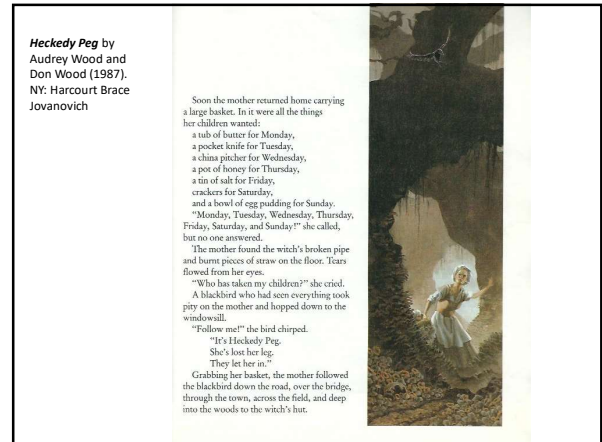 Heckedy Peg by
Audrey Wood and
Don Wood (1987).
NY: Harcourt Brace
Jovanovich
Soon the mother returned home carrying
a large basket. In it were all the things
her children wanted:
a tub of butter for Monday,
a pocket knife for Tuesday,
a china pitcher for Wednesday,
a pot of honey for Thursday,
a tin of salt for Friday,
crackers for Saturday,
and a bowl of egg pudding for Sunday.
"Monday, Tuesday, Wednesday, Thursday,
Friday, Saturday, and Sunday!" she called,
but no one answered.
The mother found the witch's broken pipe
and burnt pieces of straw on the floor. Tears
flowed from her eyes.
"Who has taken my children?" she cried.
A blackbird who had seen everything took
pity on the mother and hopped down to the
windowsill.
"Follow me!" the bird chirped.
"It's Heckedy Peg.
She's lost her leg.
They let her in."
Grabbing her basket, the mother followed
the blackbird down the road, over the bridge,
through the town, across the field, and deep
into the woods to the witch's hut.